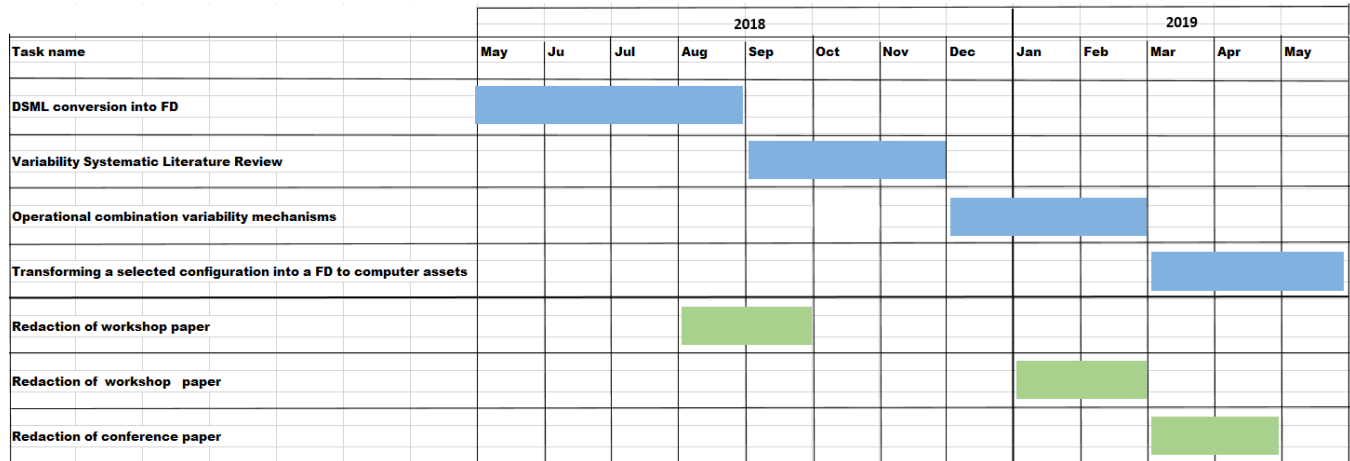 2018 2019
Task name May Ju Jul Aug Sep Oct Nov Dec Jan Feb Mar Apr May
DSML conversion into FD
Variability Systematic Literature Review
Operational combination variability mechanisms
Transforming a selected configuration into a FD to computer assets
Redaction of workshop paper
Redaction of workshop paper
Redaction of conference paper